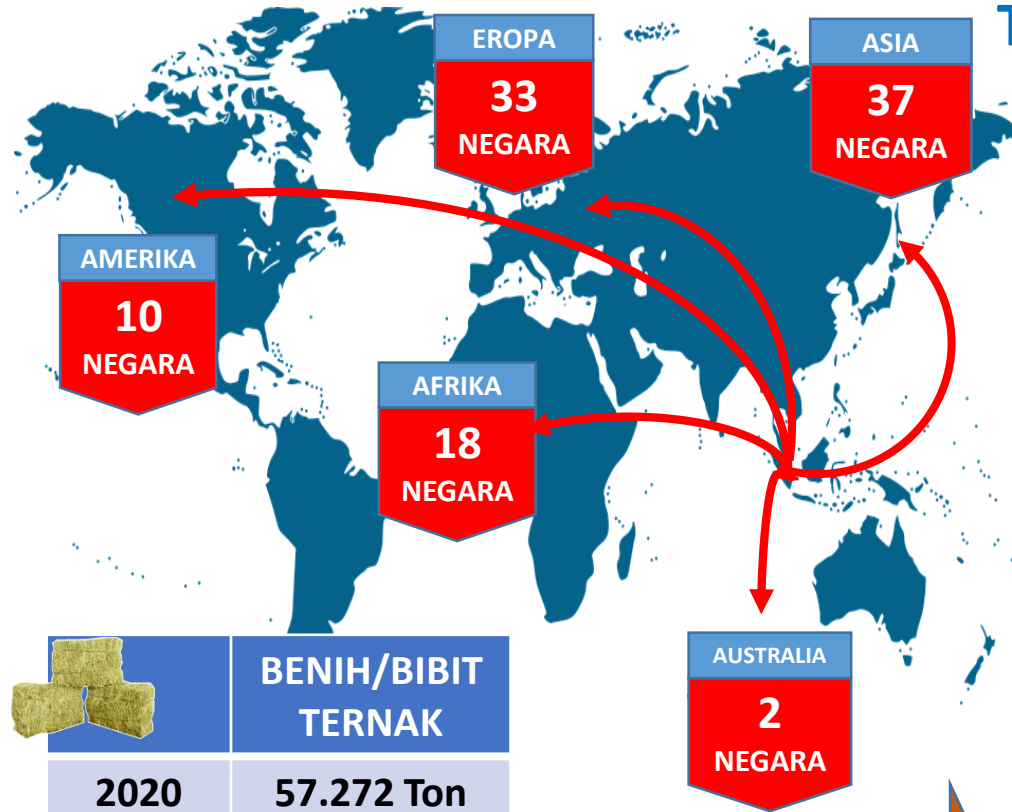 EROPA
33
NEGARA
ASIA
37
NEGARA
AMERIKA
10
NEGARA
AFRIKA
18
NEGARA
AUSTRALIA
2
NEGARA
BENIH/BIBIT
TERNAK
2020 57.272 Ton